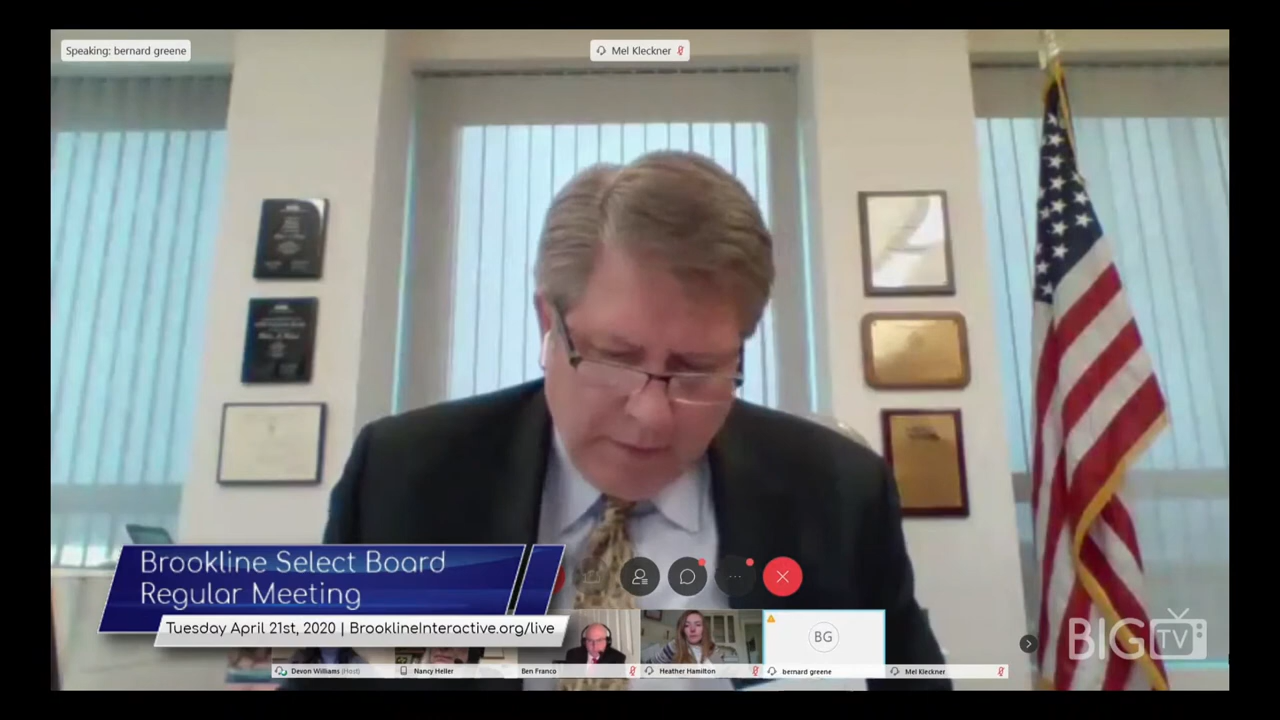 Speaking: bernard greene
Mel Kleckner
Brookline Select Board
Regular Meeting
Tuesday April 21st, 2020 | BrooklineInteractive.org/live
BG
Devon Williams (Host)
Nancy Heller
Ben Franco
Heather Hamilton
bernard greene
Mel Kleckner
BIG TV